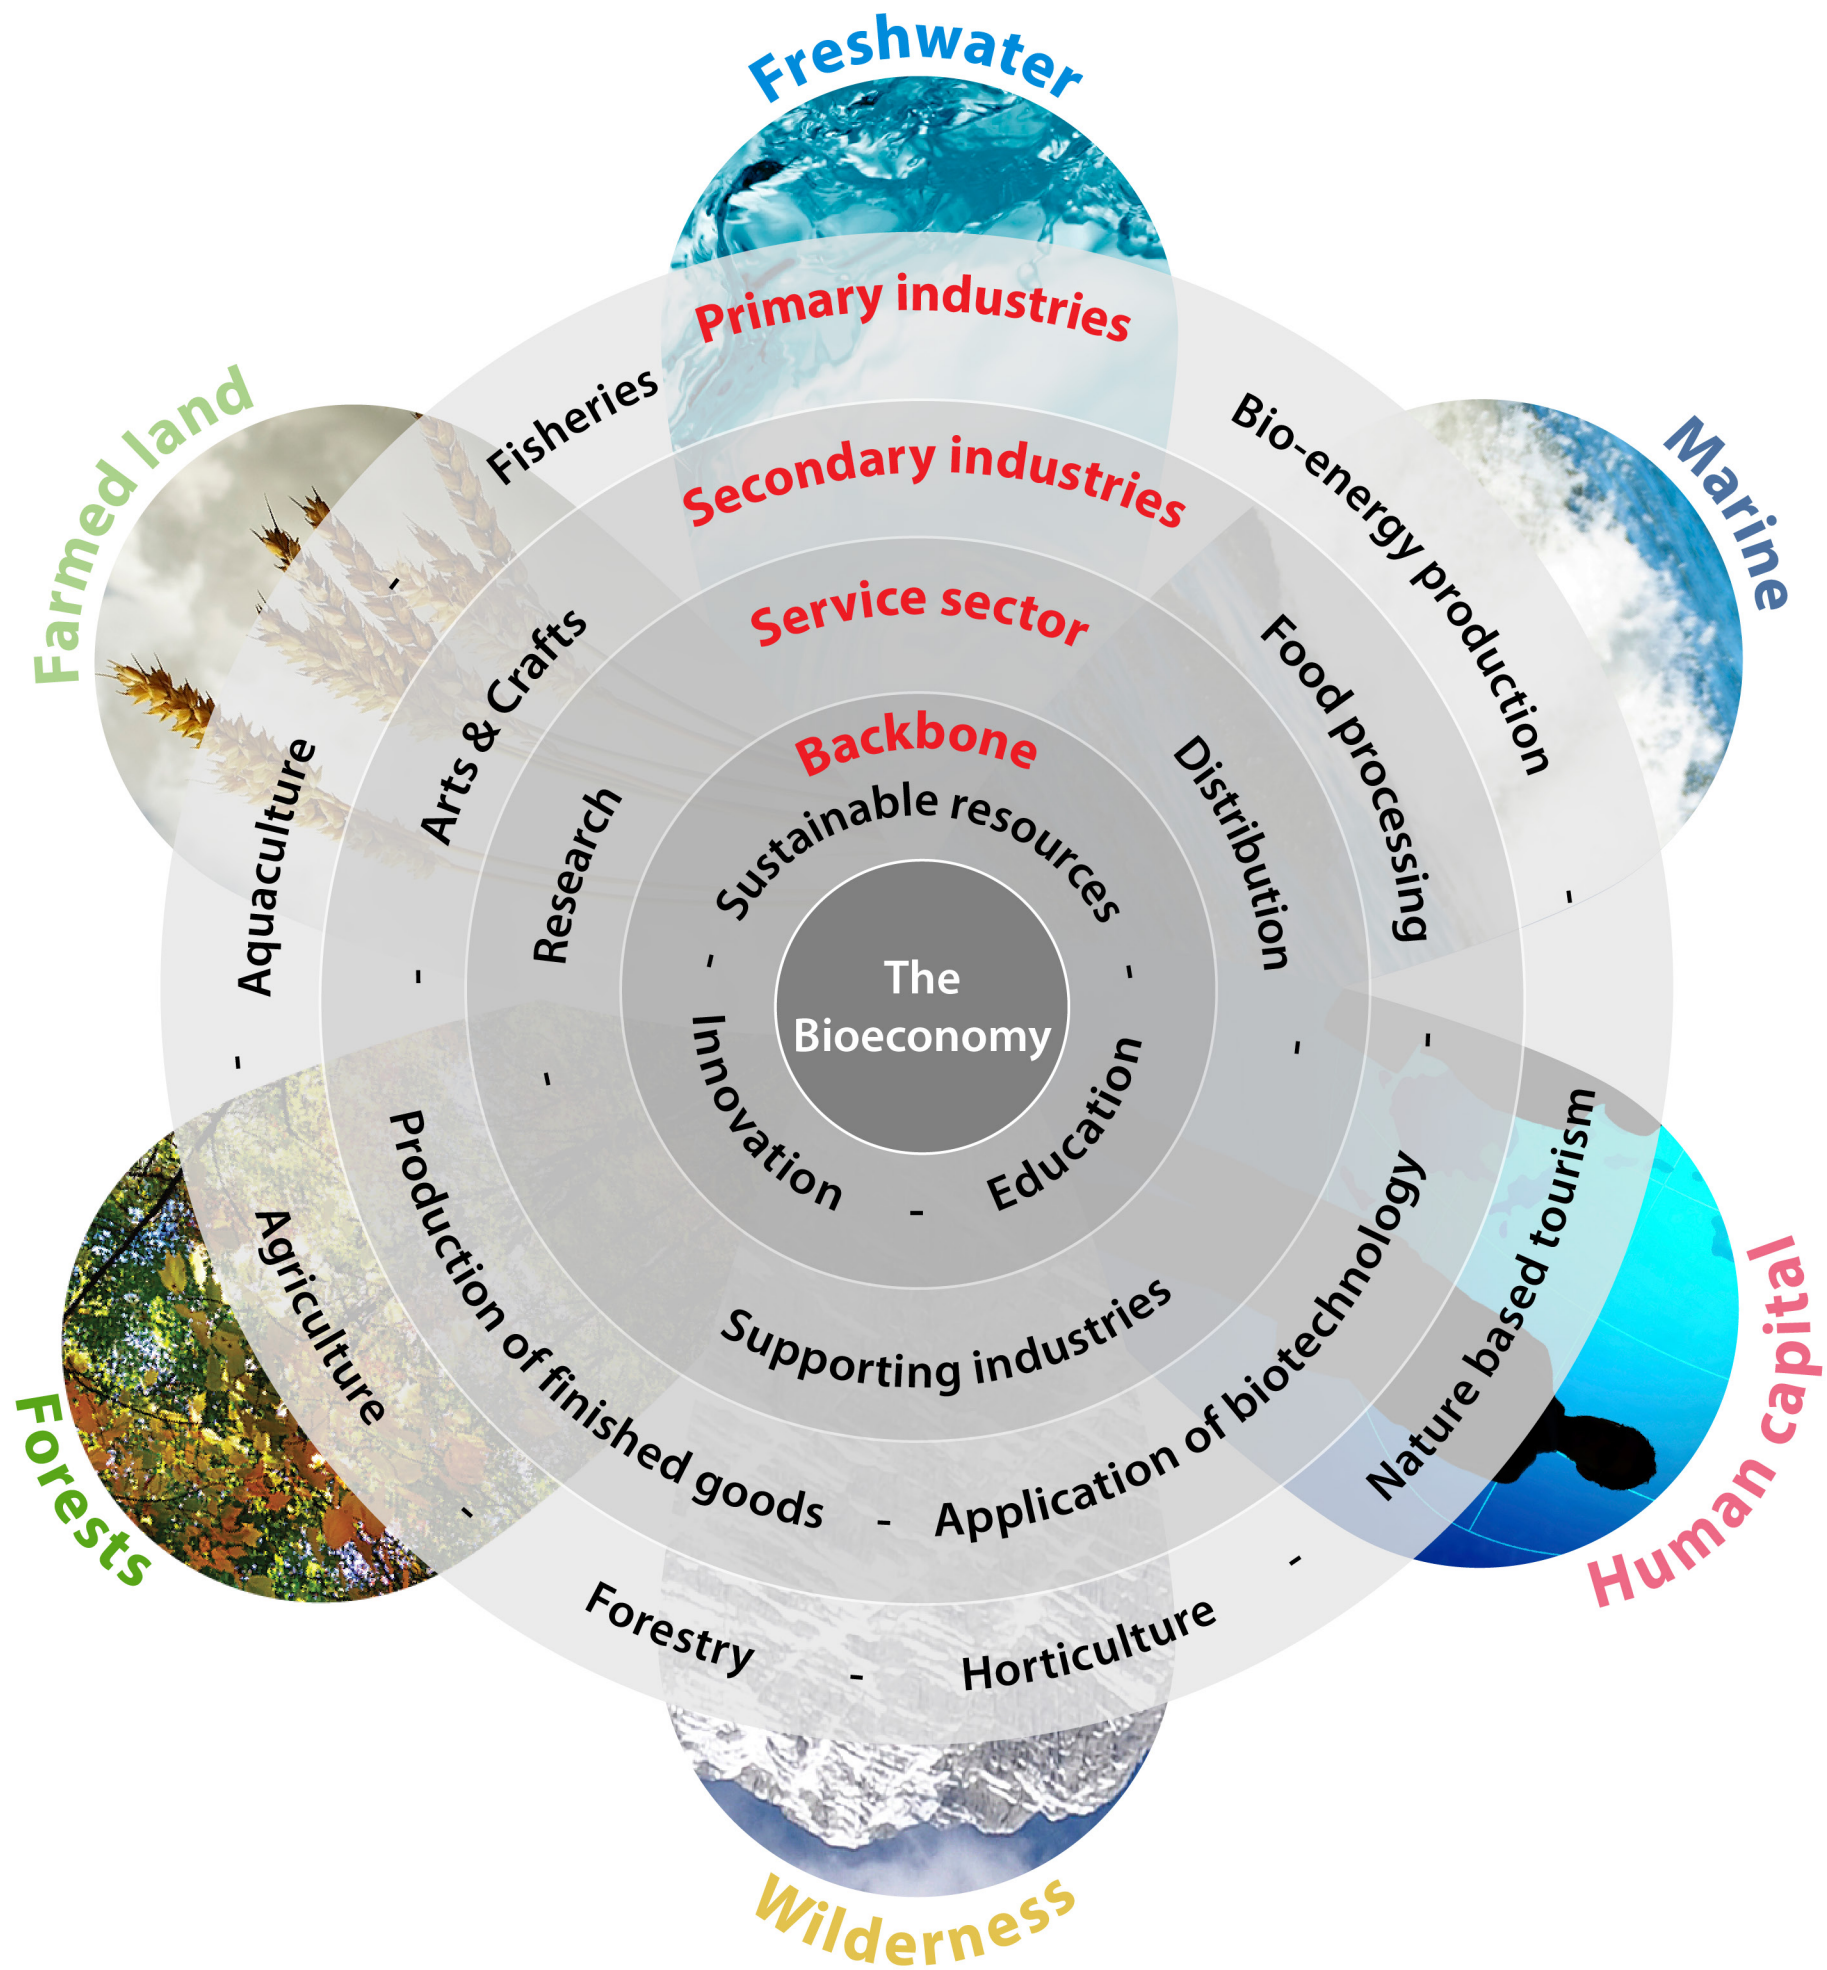 Freshwater
Marine
Human capital
Wilderness
Forests
Farmed land
Primary industries
Fisheries - Aquaculture - Agriculture - Forestry - Horticulture - Nature based tourism - Bio-energy production
Secondary industries
Arts & Crafts - Production of finished goods - Application of biotechnology - Food processing
Service sector
Research - Supporting industries - Distribution
Backbone
Sustainable resources - Education - Innovation -
The
Bioeconomy